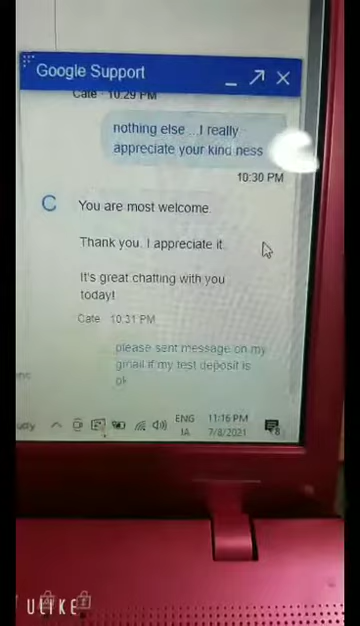 Google Support
Cate 10:29 PM
nothing else ...I really
appreciate your kind ness
10:30 PM
C
You are most welcome.
Thank you. I appreciate it.
It's great chatting with you
today!
Cate 10:31 PM
please sent message on my
gmail if my test deposit is
ok
ENG 11:16 PM
IA 7/8/2021
8
ULIKE